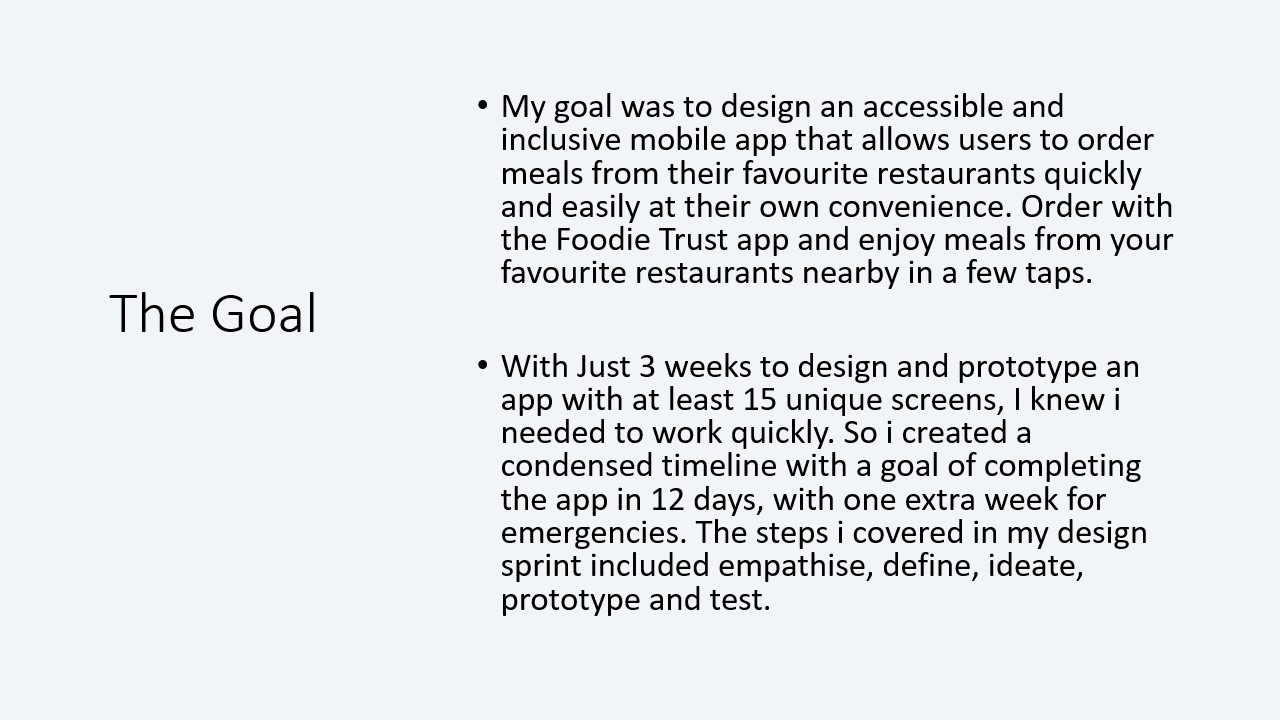 The Goal
• My goal was to design an accessible and
inclusive mobile app that allows users to order
meals from their favourite restaurants quickly
and easily at their own convenience. Order with
the Foodie Trust app and enjoy meals from your
favourite restaurants nearby in a few taps.
• With Just 3 weeks to design and prototype an
app with at least 15 unique screens, I knew i
needed to work quickly. So i created a
condensed timeline with a goal of completing
the app in 12 days, with one extra week for
emergencies. The steps i covered in my design
sprint included empathise, define, ideate,
prototype and test.